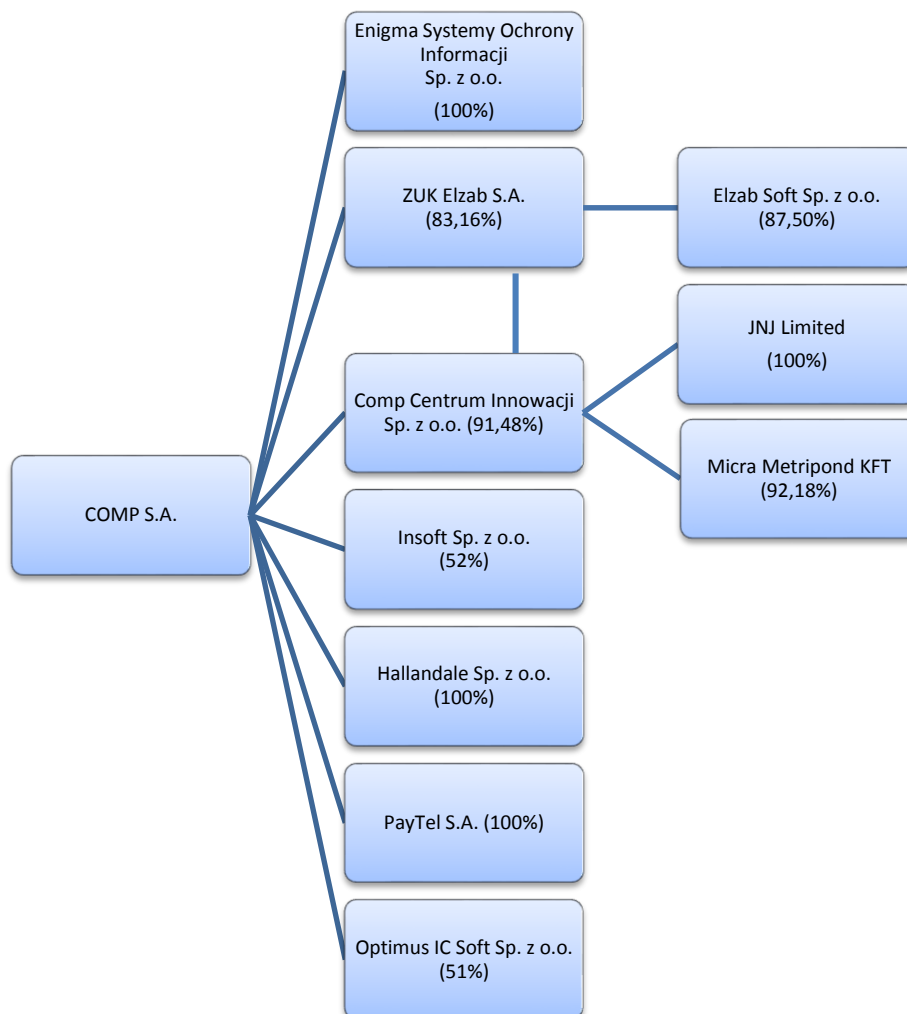 Enigma Systemy Ochrony
Informacji
Sp. z o.o.
(100%)
ZUK Elzab S.A.
(83,16%)
Elzab Soft Sp. z o.o.
(87,50%)
JNJ Limited
(100%)
Comp Centrum Innowacji
Sp. z o.o. (91,48%)
Micra Metripond KFT
(92,18%)
COMP S.A.
Insoft Sp. z o.o.
(52%)
Hallandale Sp. z o.o.
(100%)
PayTel S.A. (100%)
Optimus IC Soft Sp. z o.o.
(51%)